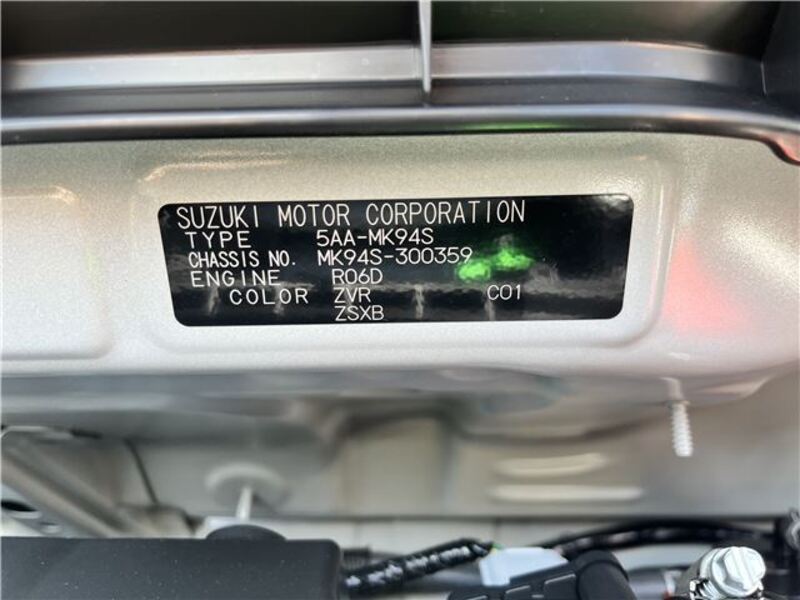 SUZUKI MOTOR CORPORATION
TYPE 5AA-MK94S
CHASSIS NO. MK94S-300359
ENGINE R06D
COLOR ZVR C01
ZSXB